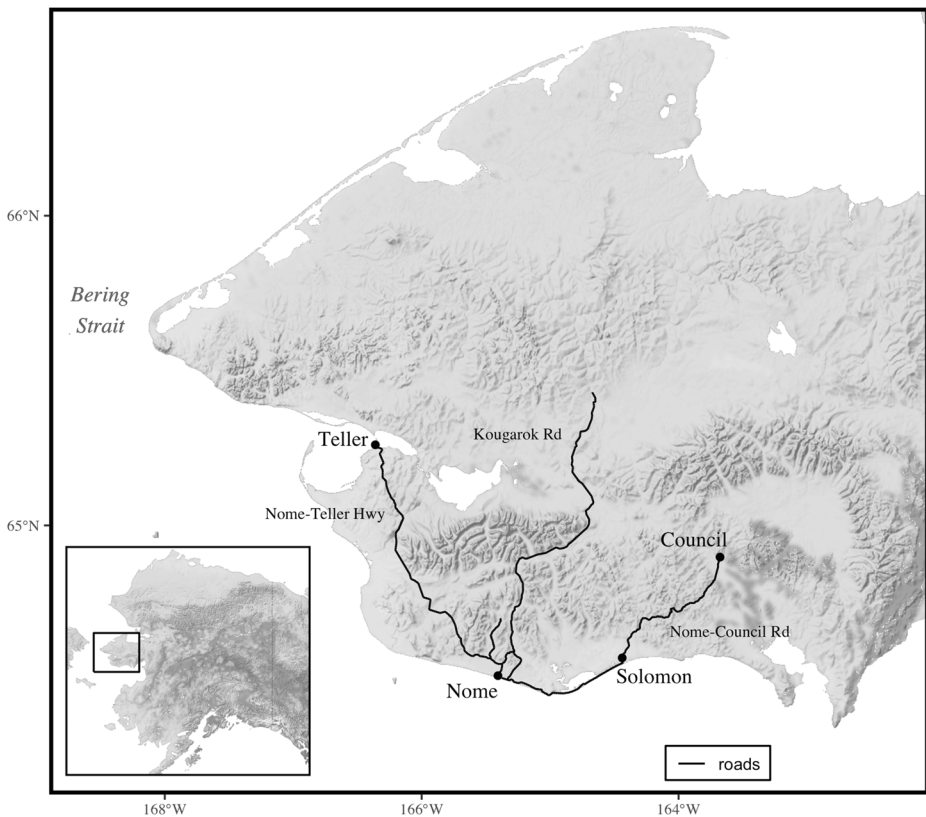 66°N
Bering
Strait
Teller
Kougarok Rd
Nome-Teller Hwy
65°N
Council
Nome-Council Rd
Solomon
Nome
roads
168°W
166°W
164°W